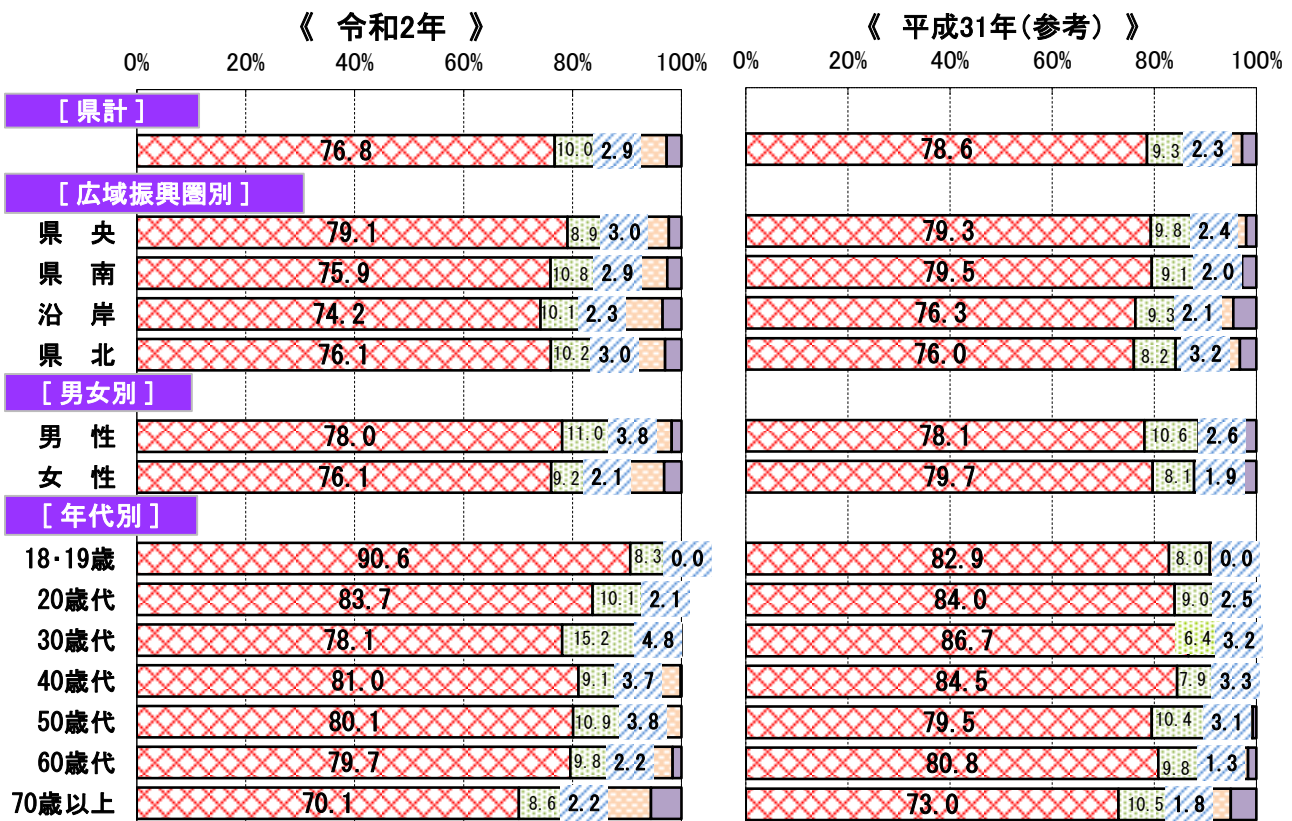 《 令和2年 》 《 平成31年(参考) 》
0% 20% 40% 60% 80% 100% 0% 20% 40% 60% 80% 100%
[ 県計 ]
76.8 10.0 2.9 78.6 9.3 2.3
[ 広域振興圏別 ]
県 央 79.1 8.9 3.0 79.3 9.8 2.4
県 南 75.9 10.8 2.9 79.5 9.1 2.0
沿 岸 74.2 10.1 2.3 76.3 9.3 2.1
県 北 76.1 10.2 3.0 76.0 8.2 3.2
[ 男女別 ]
男 性 78.0 11.0 3.8 78.1 10.6 2.6
女 性 76.1 9.2 2.1 79.7 8.1 1.9
[ 年代別 ]
18・19歳 90.6 8.3 0.0 82.9 8.0 0.0
20歳代 83.7 10.1 2.1 84.0 9.0 2.5
30歳代 78.1 15.2 4.8 86.7 6.4 3.2
40歳代 81.0 9.1 3.7 84.5 7.9 3.3
50歳代 80.1 10.9 3.8 79.5 10.4 3.1
60歳代 79.7 9.8 2.2 80.8 9.8 1.3
70歳以上 70.1 8.6 2.2 73.0 10.5 1.8